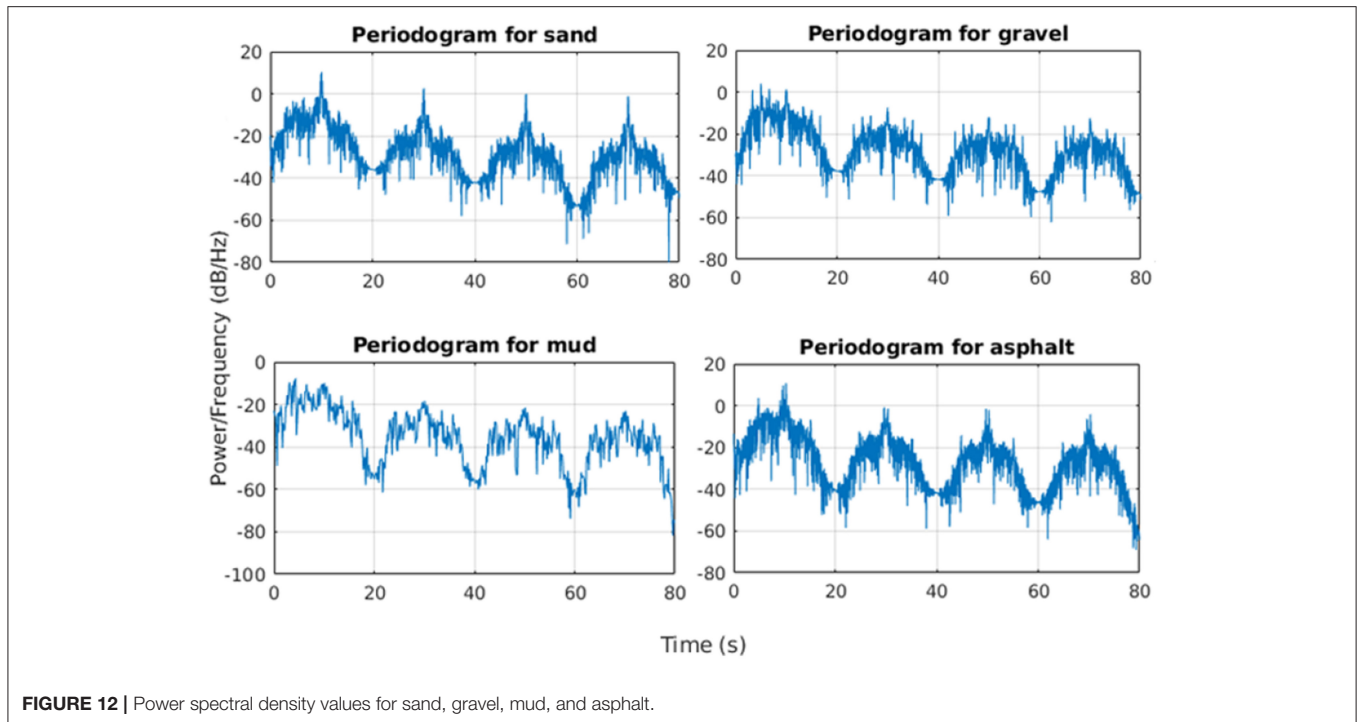 Periodogram for sand
20
0
-20
-40
-60
-80
0 20 40 60 80
Periodogram for gravel
20
0
-20
-40
-60
-80
0 20 40 60 80
Power/Frequency (dB/Hz)
Periodogram for mud
0
-20
-40
-60
-80
-100
0 20 40 60 80
Periodogram for asphalt
20
0
-20
-40
-60
-80
0 20 40 60 80
Time (s)
FIGURE 12 | Power spectral density values for sand, gravel, mud, and asphalt.